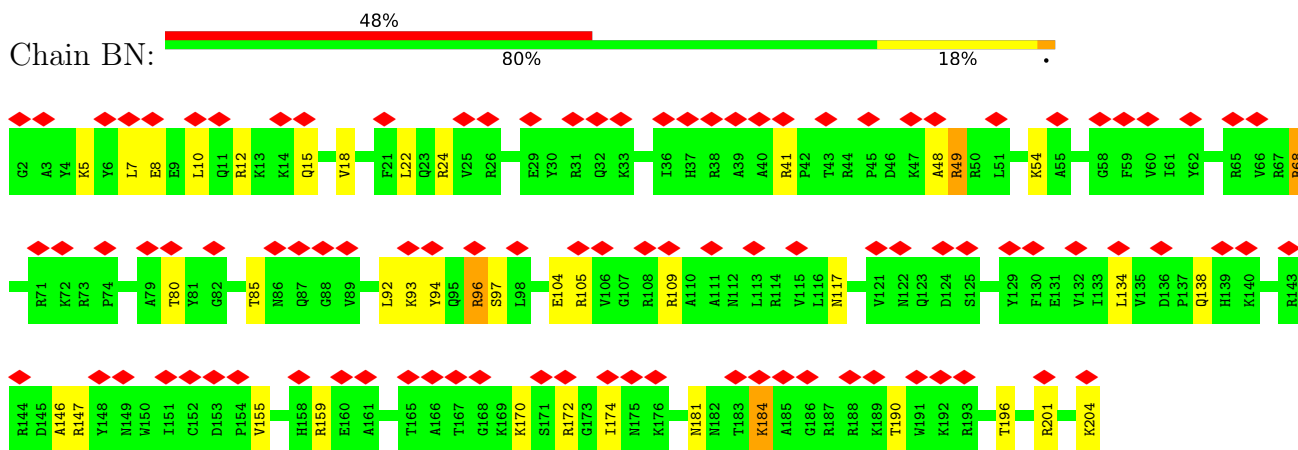 48%
Chain BN:
80% 18% •
G2 A3 Y4 K5 Y6 L7 E8 E9 L10 Q11 R12 K13 K14 Q15 V18 F21 L22 Q23 R24 V25 R26 E29 Y30 R31 Q32 K33 I36 H37 R38 A39 A40 R41 P42 T43 R44 P45 D46 K47 A48 R49 R50 L51 K54 A55 G58 F59 V60 I61 Y62 R65 V66 R67 R68
R71 K72 R73 P74 A79 T80 Y81 G82 T85 N86 Q87 G88 V89 L92 K93 Y94 Q95 R96 S97 L98 E104 R105 V106 G107 R108 R109 A110 A111 N112 L113 R114 V115 L116 N117 V121 N122 Q123 D124 S125 Y129 F130 E131 V132 I133 L134 V135 D136 P137 Q138 H139 K140 R143
R144 D145 A146 R147 Y148 N149 W150 I151 C152 D153 P154 V155 H158 R159 E160 A161 T165 A166 T167 G168 K169 K170 S171 R172 G173 I174 N175 K176 N181 N182 T183 K184 A185 G186 R187 R188 K189 T190 W191 K192 R193 T196 R201 K204